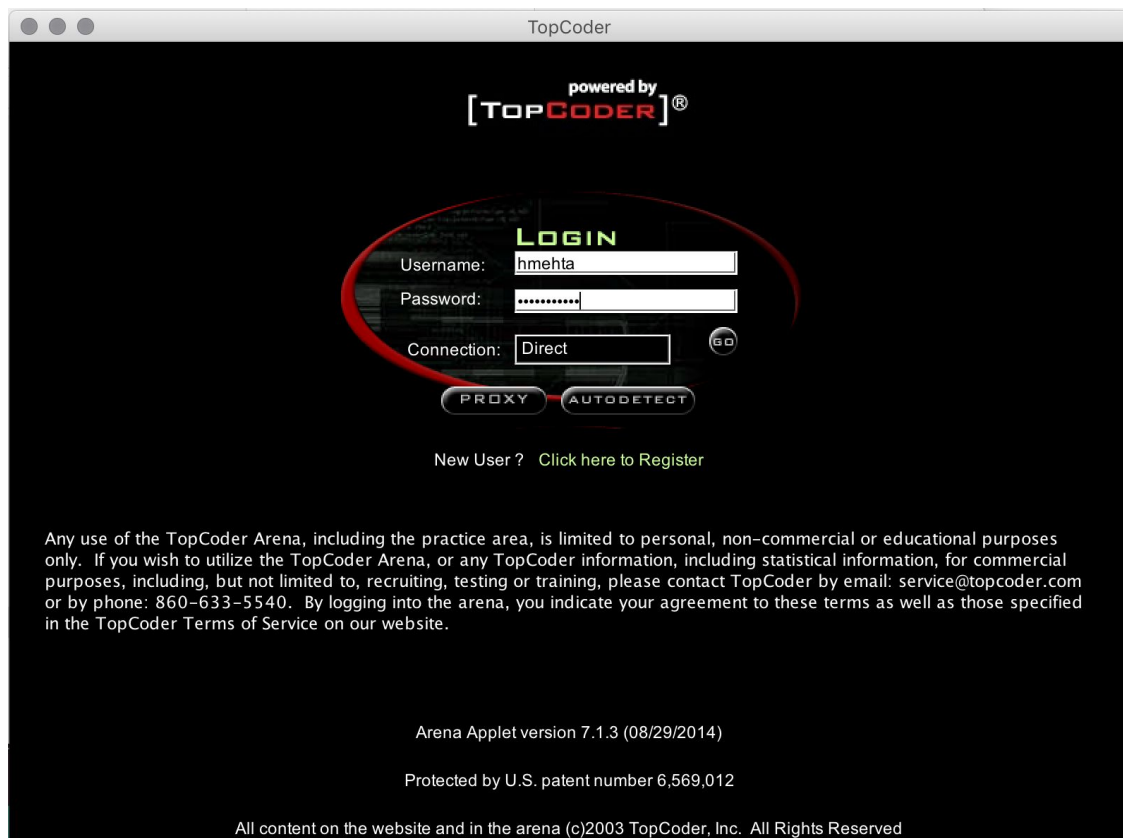 TopCoder
powered by
[TOPCODER]®
LOGIN
Username: hmehta
Password: •••••••••••
Connection: Direct
GO
PROXY AUTODETECT
New User ? Click here to Register
Any use of the TopCoder Arena, including the practice area, is limited to personal, non-commercial or educational purposes
only. If you wish to utilize the TopCoder Arena, or any TopCoder information, including statistical information, for commercial
purposes, including, but not limited to, recruiting, testing or training, please contact TopCoder by email: service@topcoder.com
or by phone: 860-633-5540. By logging into the arena, you indicate your agreement to these terms as well as those specified
in the TopCoder Terms of Service on our website.
Arena Applet version 7.1.3 (08/29/2014)
Protected by U.S. patent number 6,569,012
All content on the website and in the arena (c)2003 TopCoder, Inc. All Rights Reserved